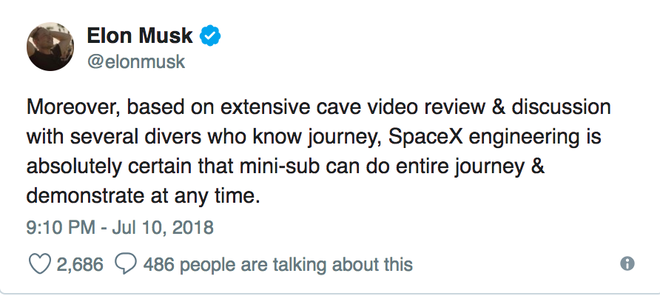 Elon Musk
@elonmusk
Moreover, based on extensive cave video review & discussion
with several divers who know journey, SpaceX engineering is
absolutely certain that mini-sub can do entire journey &
demonstrate at any time.
9:10 PM - Jul 10, 2018
2,686 486 people are talking about this